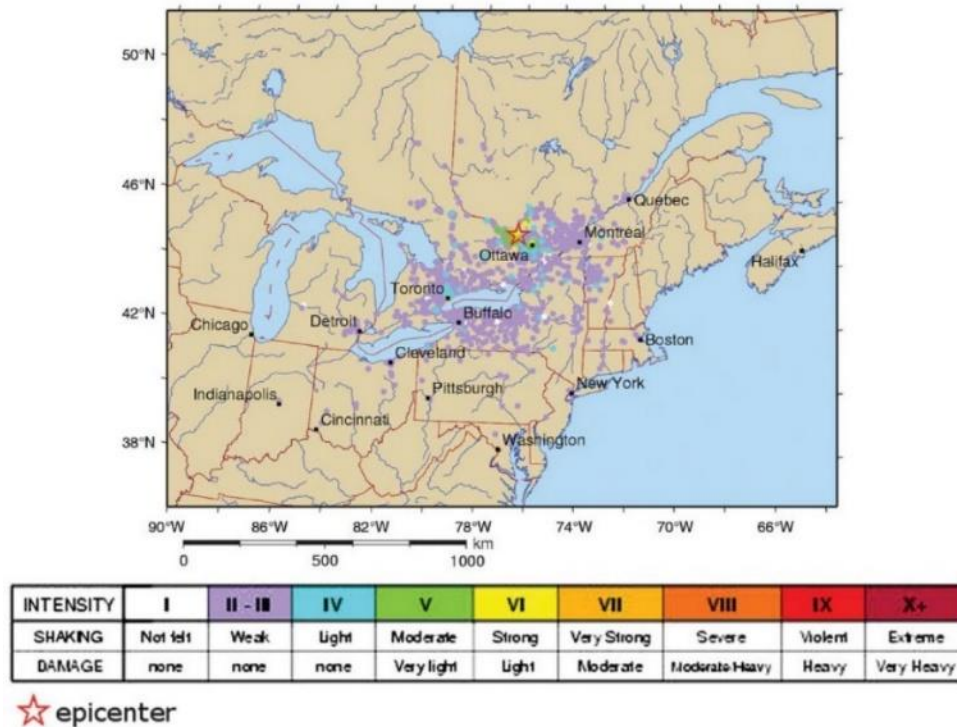 50°N
46°N
Quebec
Montreal
Ottawa
Halifax
Toronto
42°N
Buffalo
Chicago
Detroit
Boston
Cleveland
New York
Pittsburgh
Indianapolis
Cincinnati
38°N
Washington
90°W 86°W 82°W 78°W 74°W 70°W 66°W
km
0 500 1000
INTENSITY I II - III IV V VI VII VIII IX X+
SHAKING Not felt Weak Light Moderate Strong Very Strong Severe Violent Extreme
DAMAGE none none none Very light Light Moderate Moderate-Heavy Heavy Very Heavy
epicenter